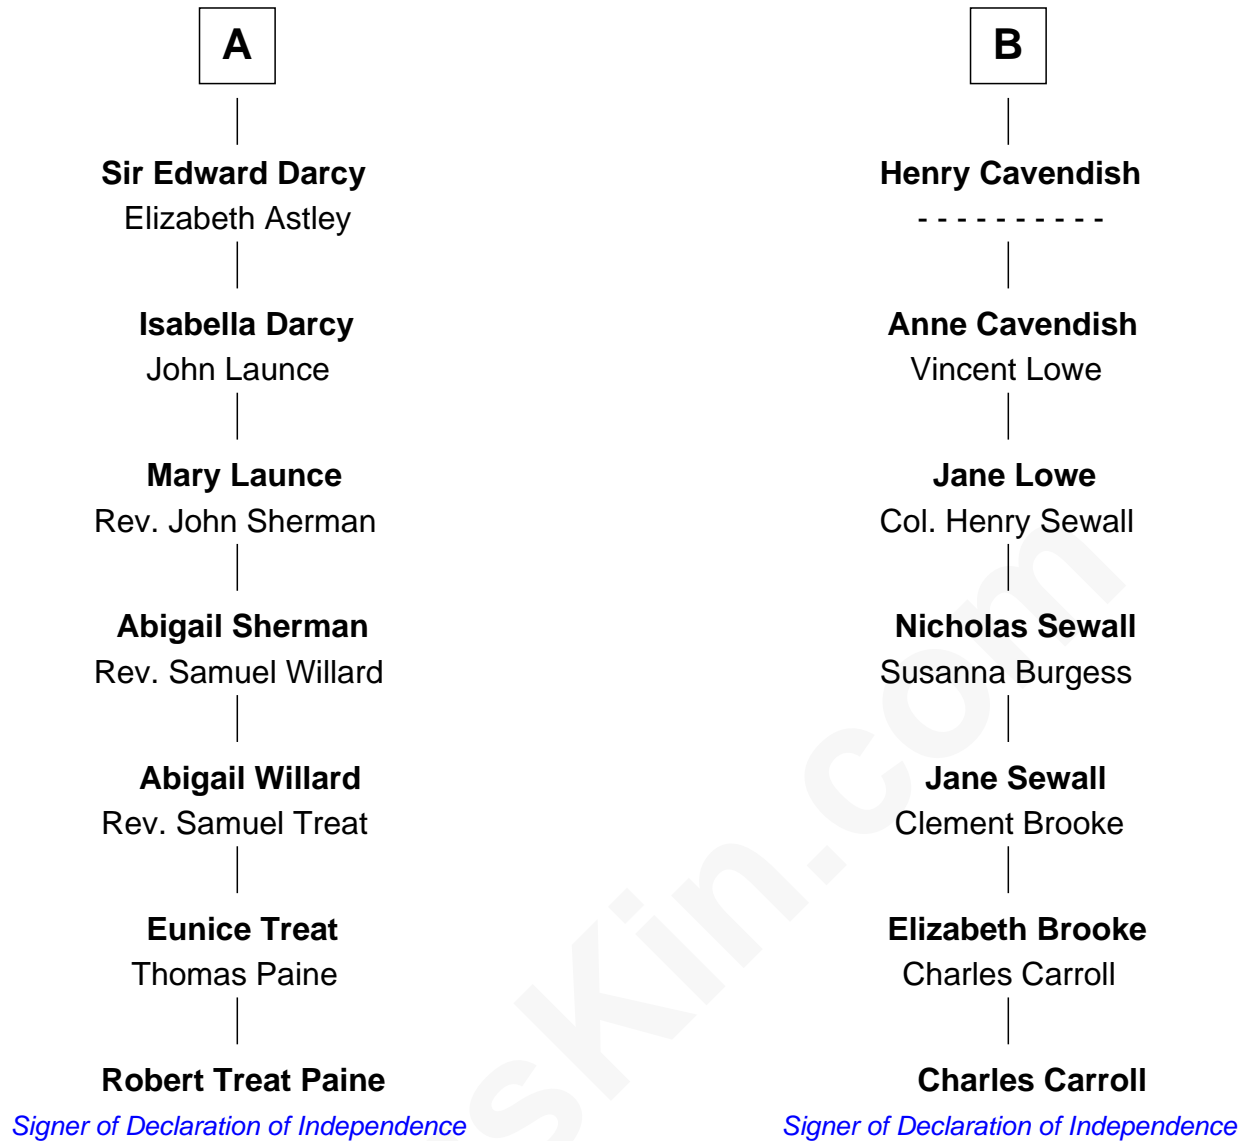 A
Sir Edward Darcy
Elizabeth Astley
Isabella Darcy
John Launce
Mary Launce
Rev. John Sherman
Abigail Sherman
Rev. Samuel Willard
Abigail Willard
Rev. Samuel Treat
Eunice Treat
Thomas Paine
Robert Treat Paine
Signer of Declaration of Independence
B
Henry Cavendish
- - - - - - - - - -
Anne Cavendish
Vincent Lowe
Jane Lowe
Col. Henry Sewall
Nicholas Sewall
Susanna Burgess
Jane Sewall
Clement Brooke
Elizabeth Brooke
Charles Carroll
Charles Carroll
Signer of Declaration of Independence
sKin.com